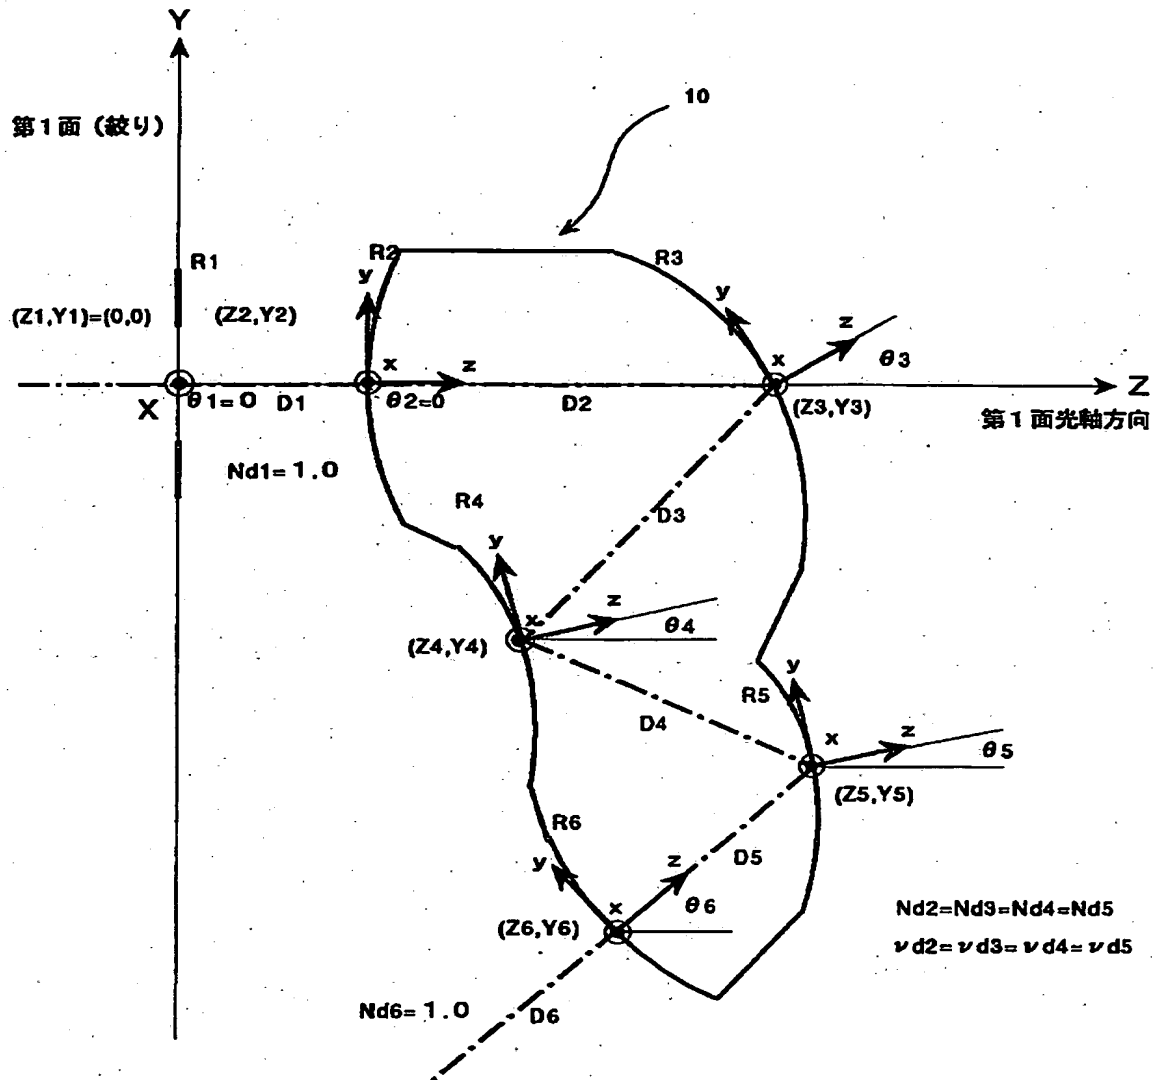 Y
10
第1面（絞り）
R1
R2
R3
y
y
(Z1,Y1)=(0,0)
(Z2,Y2)
z
θ3
x
z
x
Z
X
θ1=0
D1
θ2=0
D2
(Z3,Y3)
第1面光軸方向
Nd1=1.0
R4
D3
y
z
x
θ4
(Z4,Y4)
y
R5
D4
x
z
θ5
(Z5,Y5)
R6
y
z
D5
x
θ6
(Z6,Y6)
Nd2=Nd3=Nd4=Nd5
νd2=νd3=νd4=νd5
Nd6=1.0
D6